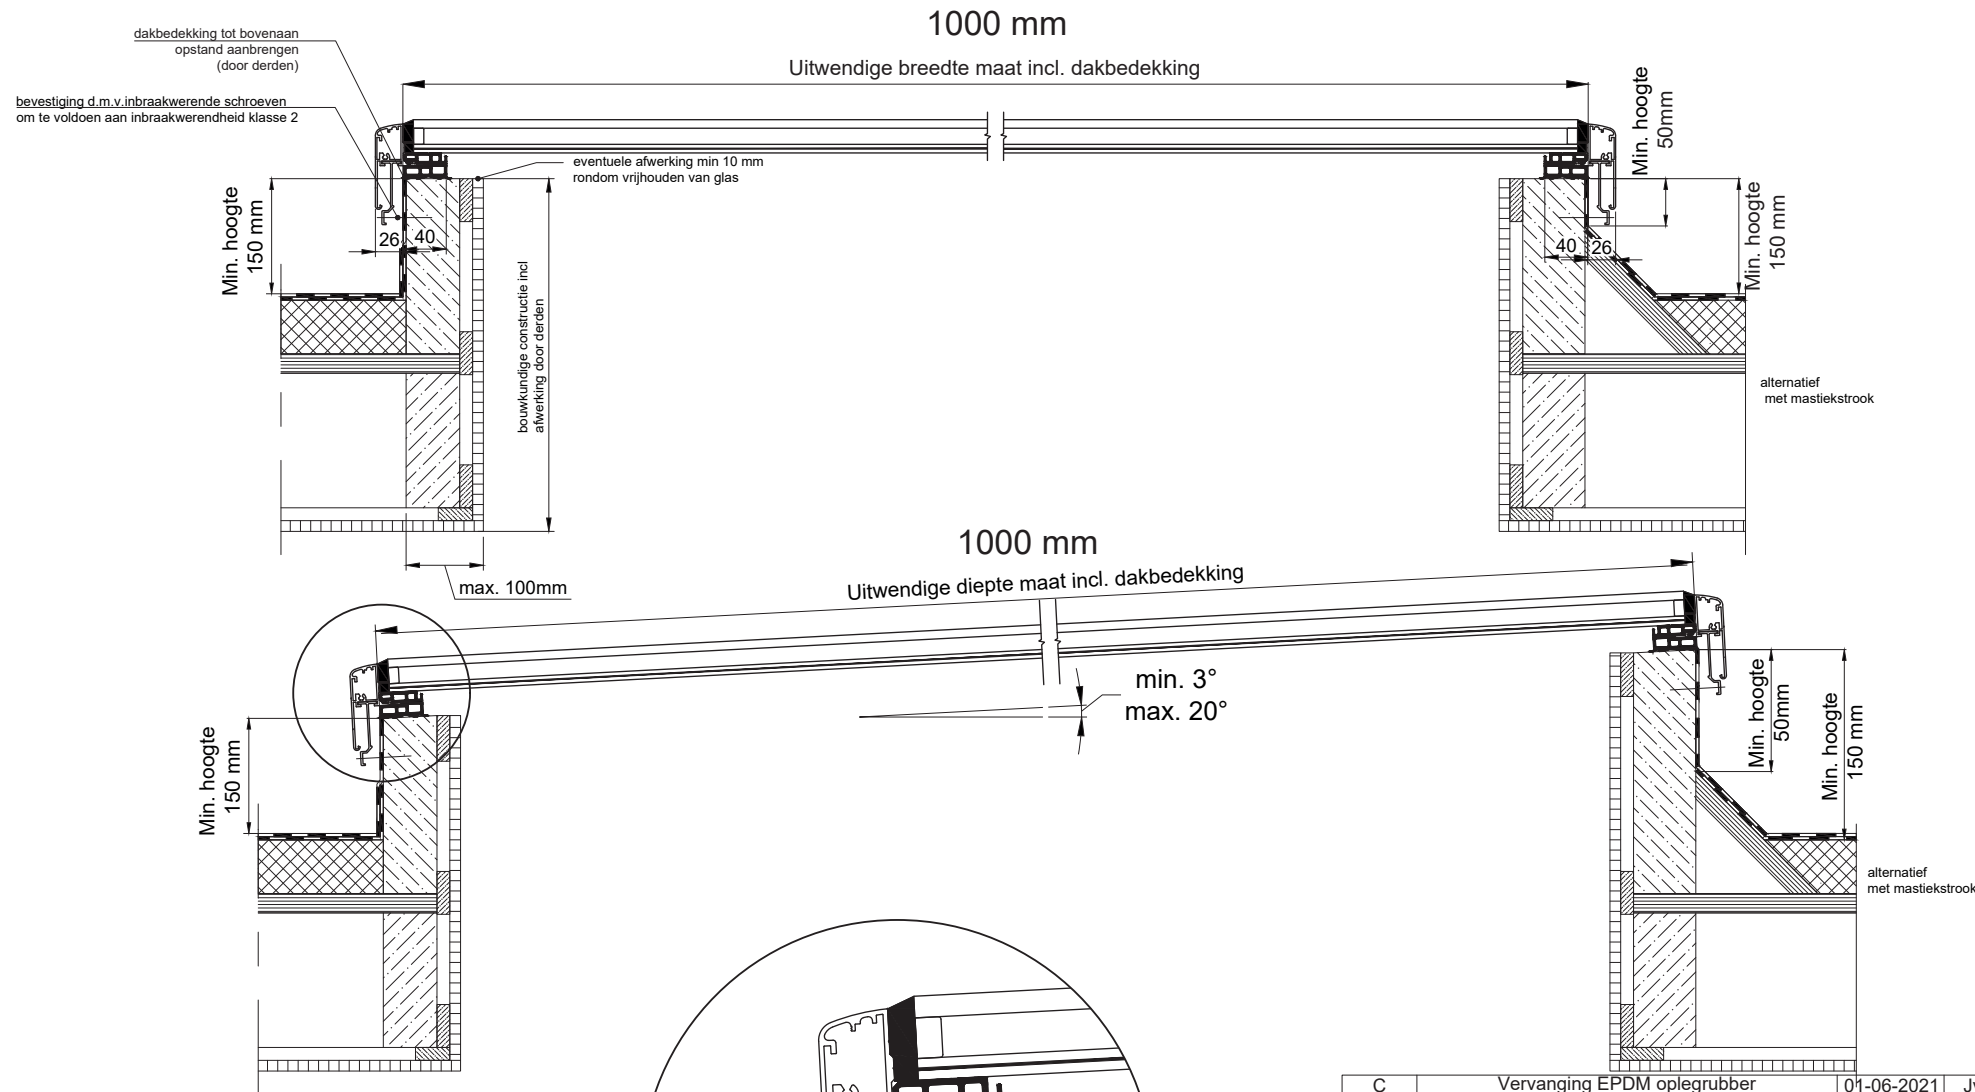 1000 mm
Uitwendige breedte maat incl. dakbedekking
dakbedekking tot bovenaan
opstand aanbrengen
(door derden)
bevestiging d.m.v.inbraakwerende schroeven
om te voldoen aan inbraakwerendheid klasse 2
eventuele afwerking min 10 mm
rondom vrijhouden van glas
Min. hoogte
50mm
Min. hoogte
150 mm
26
40
bouwkundige constructie incl
afwerking door derden
40
26
Min. hoogte
150 mm
alternatief
met mastiekstrook
max. 100mm
1000 mm
Uitwendige diepte maat incl. dakbedekking
min. 3°
max. 20°
Min. hoogte
150 mm
Min. hoogte
50mm
Min. hoogte
150 mm
alternatief
met mastiekstrook
C Vervanging EPDM oplegrubber 01-06-2021